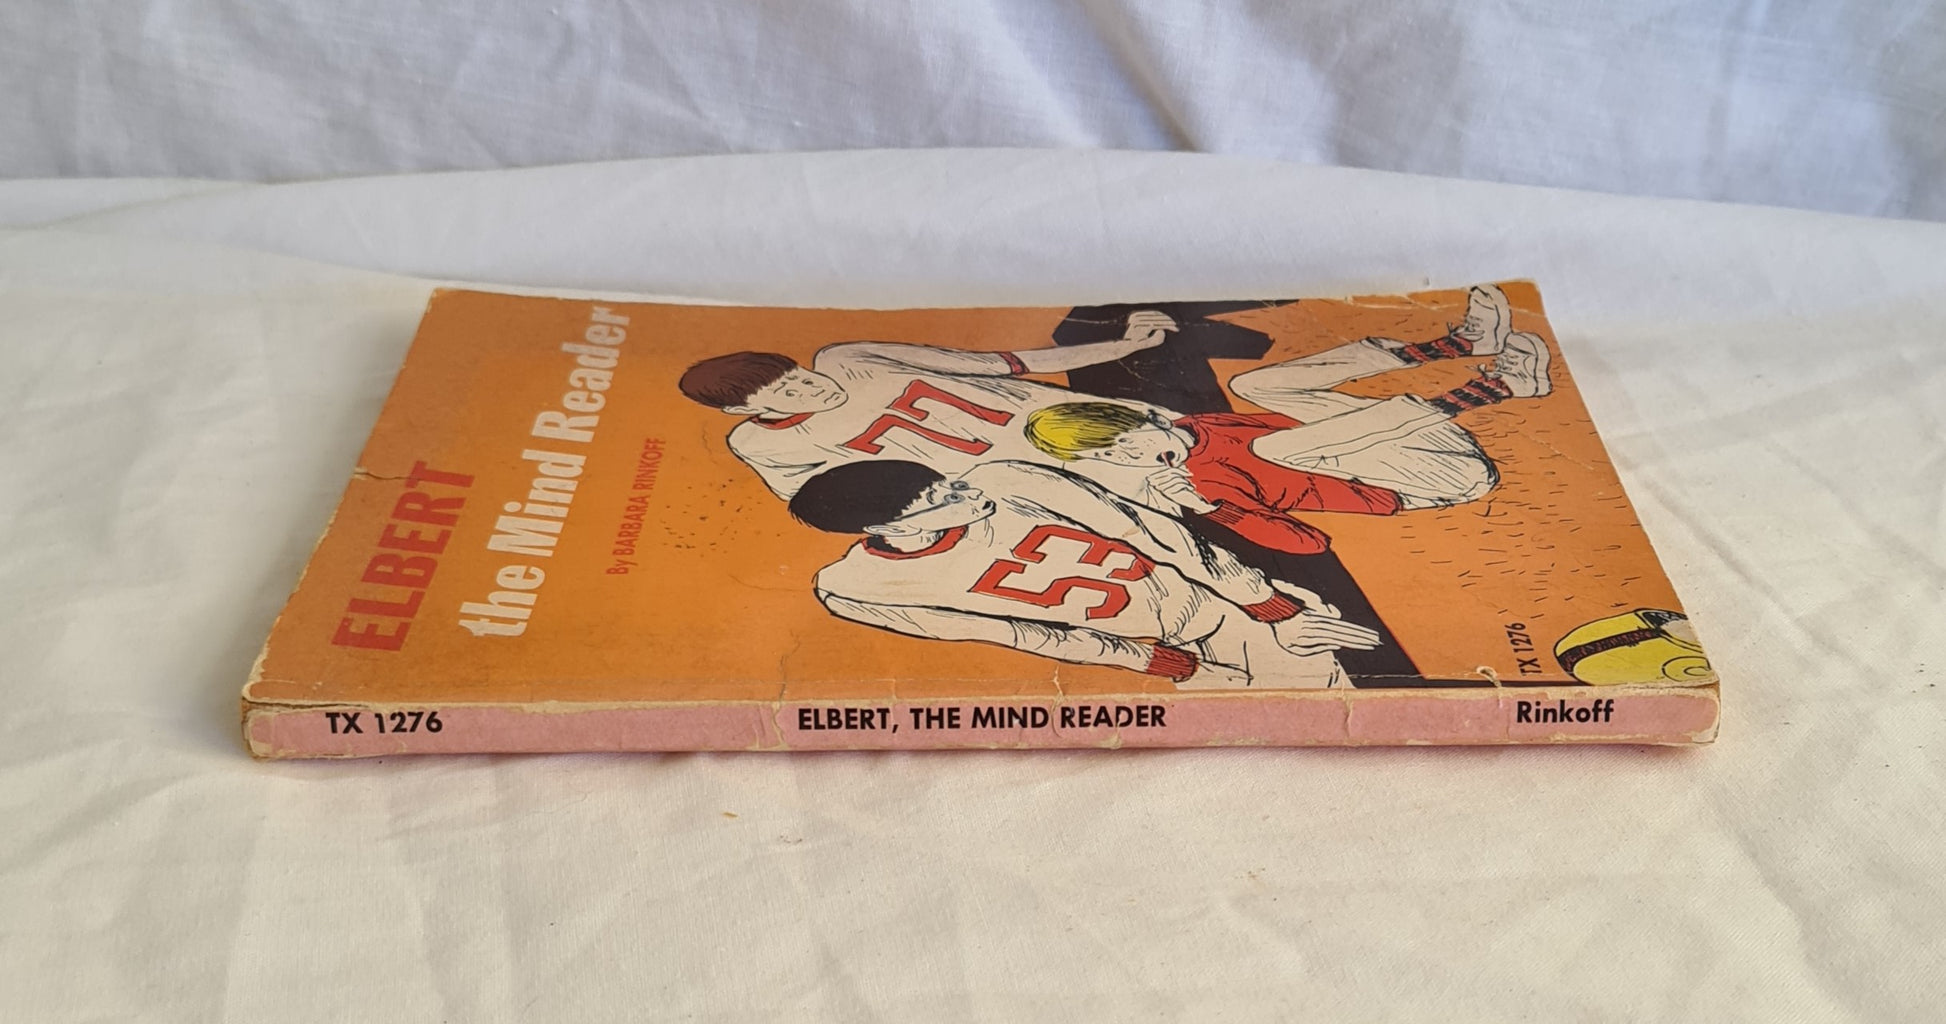 ELBERT
the Mind Reader
By BARBARA RINKOFF
77
53
TX 1276
TX 1276
ELBERT, THE MIND READER
Rinkoff